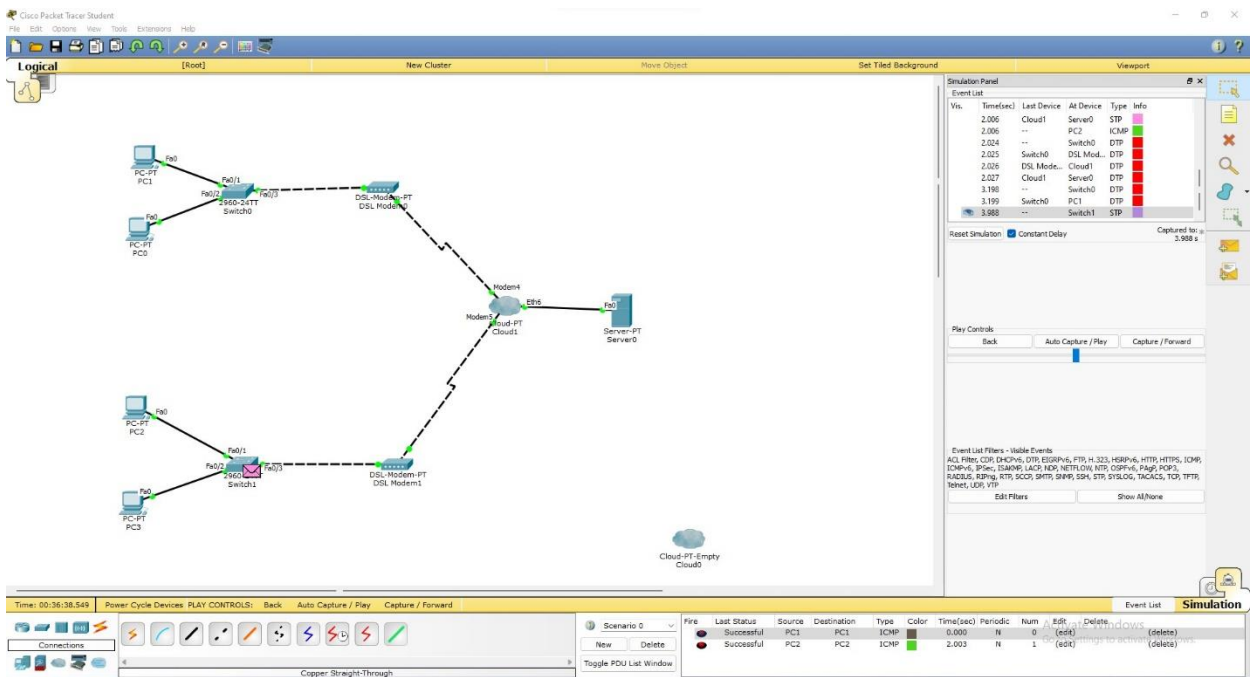 Cisco Packet Tracer Student
File Edit Options View Tools Extensions Help
Logical [Root] New Cluster Move Object Set Tiled Background Viewport
Fa0
PC-PT
PC1
Fa0/1
Fa0/2
Fa0/3
2960-24TT
Switch0
Fa0
PC-PT
PC0
DSL-Modem-PT
Modem4
Eth6
Modem5
Cloud1
Fa0
Server-PT
Server0
Fa0
PC-PT
PC2
Fa0/1
Fa0/2
Fa0/3
Switch1
Fa0
PC-PT
PC3
DSL-Modem-PT
DSL Modem1
Cloud-PT-Empty
Cloud0
Simulation Panel
Event List
Vis. Time(sec) Last Device At Device Type Info
2.006 Cloud1 Server0 STP
2.006 -- PC2 ICMP
2.024 -- Switch0 DTP
2.025 Switch0 DSL Mod... DTP
2.026 DSL Mode... Cloud1 DTP
2.027 Cloud1 Server0 DTP
3.198 -- Switch0 DTP
3.199 Switch0 PC1 DTP
3.988 -- Switch1 STP
Reset Simulation Constant Delay Captured to:
3.988 s
Play Controls
Back Auto Capture / Play Capture / Forward
Event List Filters - Visible Events
ACL Filter, CDP, DHCPv6, DTP, EIGRPv6, FTP, H.323, HSRPv6, HTTP, HTTPS, ICMP,
ICMPv6, IPSec, ISAKMP, LACP, NDP, NETFLOW, NTP, OSPFv6, PAgP, POP3,
RADIUS, RIPng, RTP, SCCP, SMTP, SNMP, SSH, STP, SYSLOG, TACACS, TCP, TFTP,
Telnet, UDP, VTP
Edit Filters Show All/None
Time: 00:36:38.549 Power Cycle Devices PLAY CONTROLS: Back Auto Capture / Play Capture / Forward Event List Simulation
Connections
Copper Straight-Through
Scenario 0
New Delete
Toggle PDU List Window
Fire Last Status Source Destination Type Color Time(sec) Periodic Num Edit Delete
Successful PC1 PC1 ICMP 0.000 N 0 (edit) (delete)
Successful PC2 PC2 ICMP 2.003 N 1 (edit) (delete)